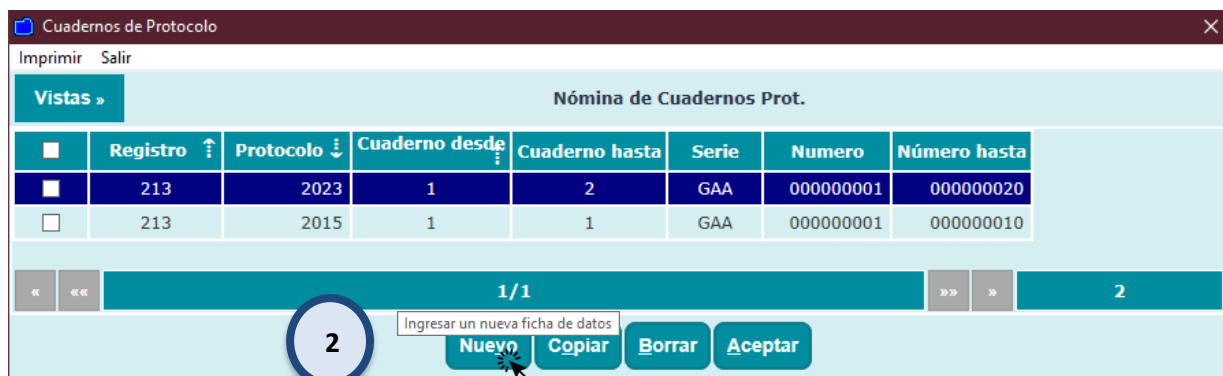 Cuadernos de Protocolo
Imprimir Salir
Vistas » Nómina de Cuadernos Prot.
Registro Protocolo Cuaderno desde Cuaderno hasta Serie Numero Número hasta
213 2023 1 2 GAA 000000001 000000020
213 2015 1 1 GAA 000000001 000000010
« «« 1/1 »» » 2
Ingresar un nueva ficha de datos
2 Nuevo Copiar Borrar Aceptar